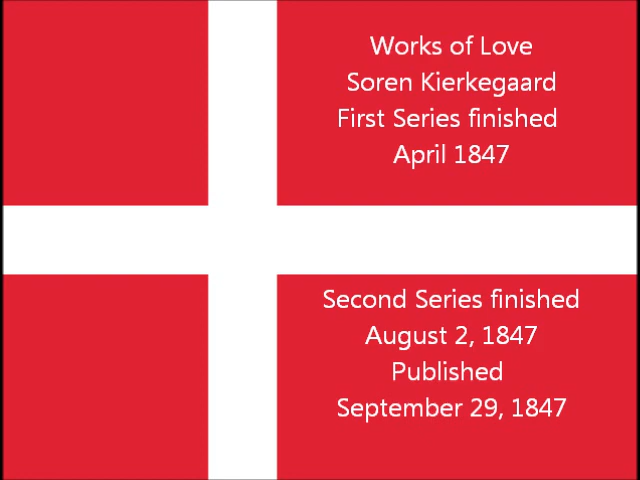 Works of Love
Soren Kierkegaard
First Series finished
April 1847
Second Series finished
August 2, 1847
Published
September 29, 1847